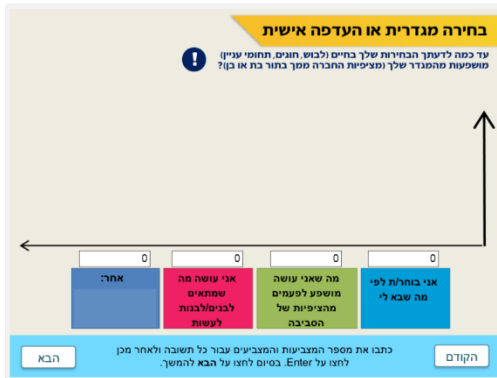 בחירה מגדרית או העדפה אישית
עד כמה לדעתך הבחירות שלך בחיים (לבוש, חוגים, תחומי עניין)
מושפעות מהמגדר שלך (מציפיות החברה ממך בתור בת או בן)?
!
0
0
0
0
אני בוחר/ת לפי
מה שבא לי
מה שאני עושה
מושפע לפעמים
מהציפיות של
הסביבה
אני עושה מה
שמתאים
לבנים/לבנות
לעשות
אחר:
כתבו את מספר המצביעות והמצביעים עבור כל תשובה ולאחר מכן
לחצו על Enter. בסיום לחצו על הבא להמשך.
הקודם
הבא